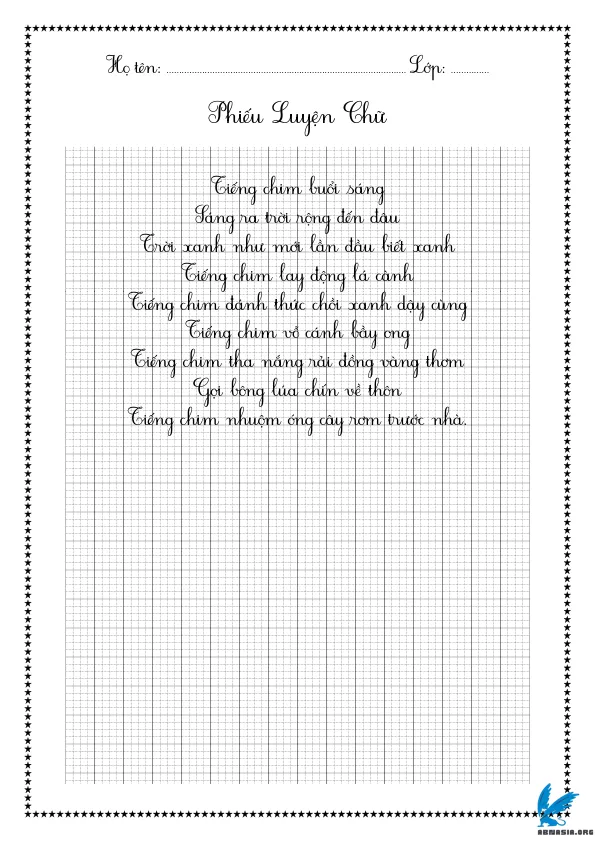 Họ tên: ........................................ Lớp: ..............
Phiếu Luyện Chữ
Tiếng chim buổi sáng
Sáng ra trời rộng đến đâu
Trời xanh như mới lần đầu biết xanh
Tiếng chim lay động lá cành
Tiếng chim đánh thức chồi xanh dậy cùng
Tiếng chim vỗ cánh bầy ong
Tiếng chim tha nắng rải đồng vàng thơm
Gọi bông lúa chín về thôn
Tiếng chim nhuộm óng cây rơm trước nhà.
ABNASIA.ORG